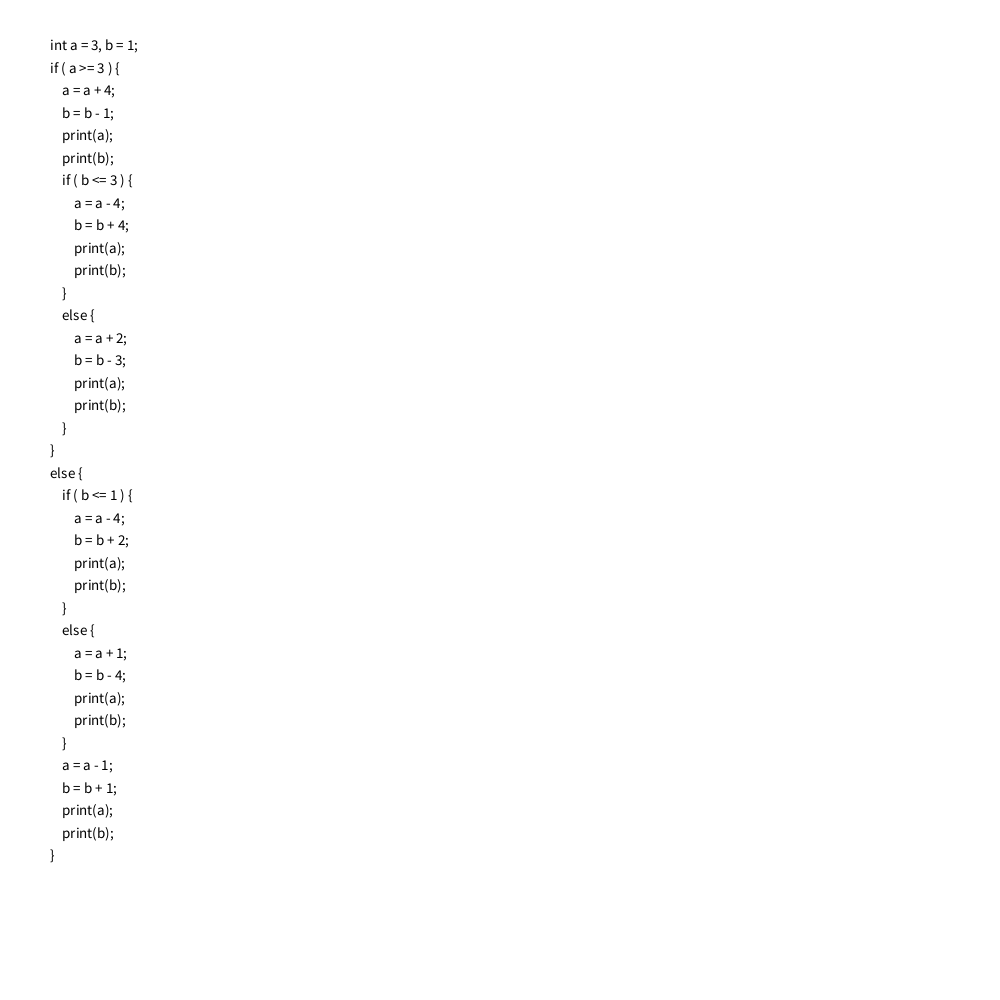 int a = 3, b = 1;
if ( a >= 3 ) {
    a = a + 4;
    b = b - 1;
    print(a);
    print(b);
    if ( b <= 3 ) {
        a = a - 4;
        b = b + 4;
        print(a);
        print(b);
    }
    else {
        a = a + 2;
        b = b - 3;
        print(a);
        print(b);
    }
}
else {
    if ( b <= 1 ) {
        a = a - 4;
        b = b + 2;
        print(a);
        print(b);
    }
    else {
        a = a + 1;
        b = b - 4;
        print(a);
        print(b);
    }
    a = a - 1;
    b = b + 1;
    print(a);
    print(b);
}